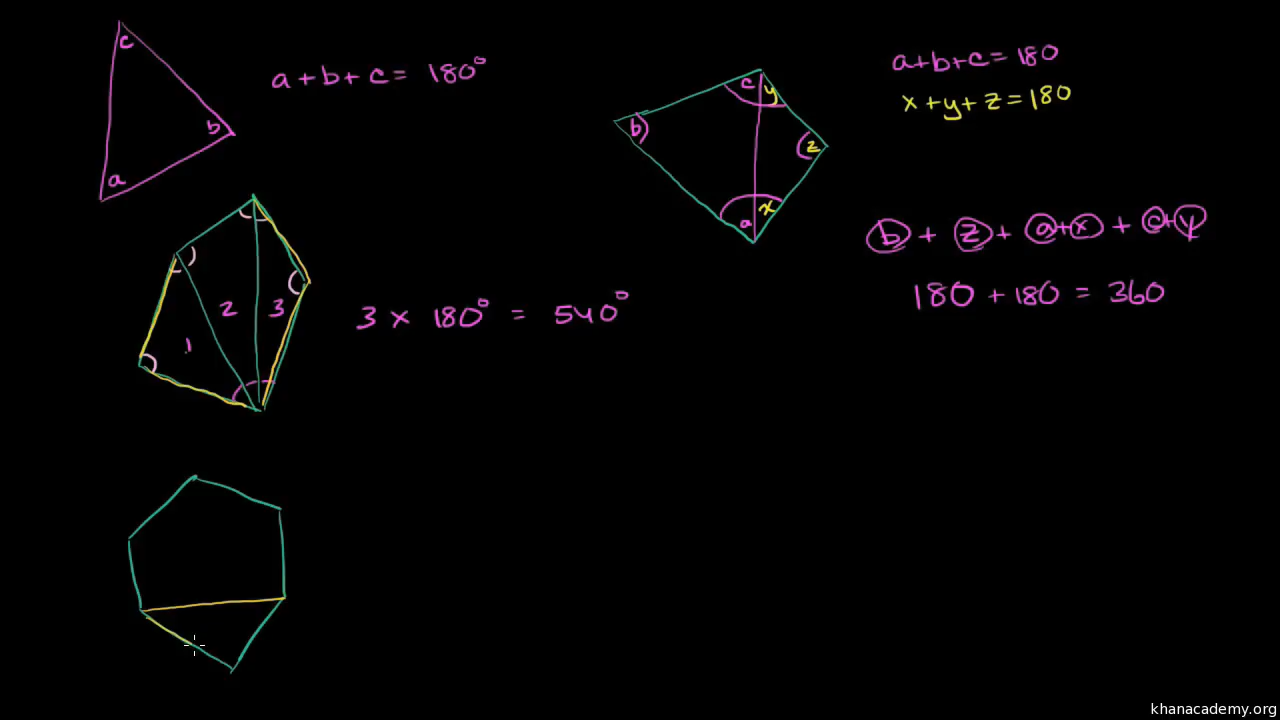 c
b
a
a + b + c = 180°
c y
b
z
a x
a+b+c=180
x+y+z=180
b + z + a+x + c+y
180 + 180 = 360
1 2 3
3 x 180° = 540°
khanacademy.org